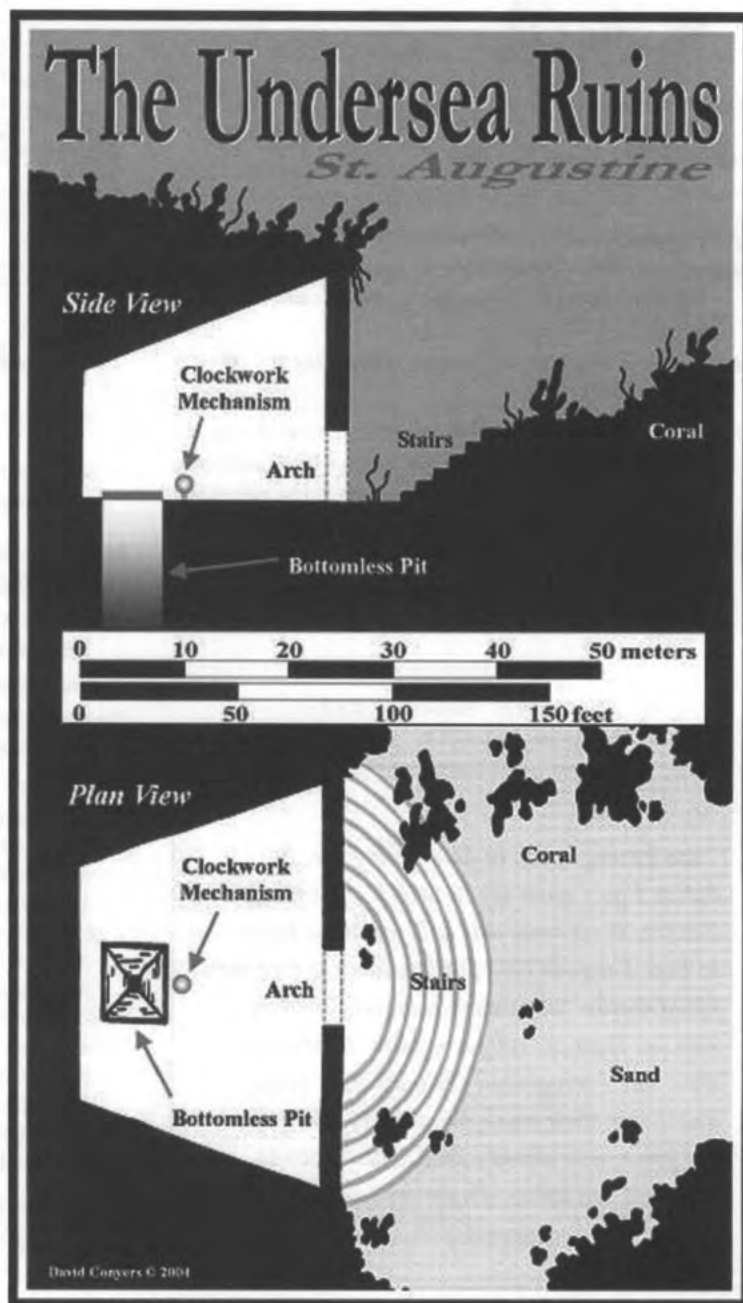 The Undersea Ruins
St. Augustine
Side View
Clockwork
Mechanism
Arch
Stairs
Coral
Bottomless Pit
0 10 20 30 40 50 meters
0 50 100 150 feet
Plan View
Clockwork
Mechanism
Coral
Arch
Stairs
Sand
Bottomless Pit
David Conyers © 2004